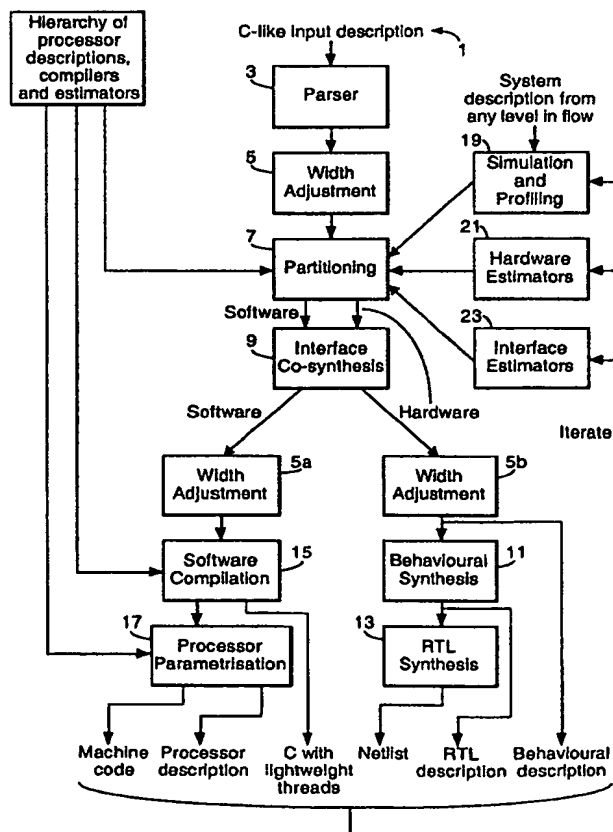 Hierarchy of
processor
descriptions,
compilers
and estimators
C-like input description
1
3
Parser
System
description from
any level in flow
5
Width
Adjustment
19
Simulation
and
Profiling
7
Partitioning
21
Hardware
Estimators
Software
9
Interface
Co-synthesis
23
Interface
Estimators
Software
Hardware
Iterate
Width
Adjustment
5a
Width
Adjustment
5b
Software
Compilation
15
Behavioural
Synthesis
11
17
Processor
Parametrisation
13
RTL
Synthesis
Machine
code
Processor
description
C with
lightweight
threads
Netlist
RTL
description
Behavioural
description